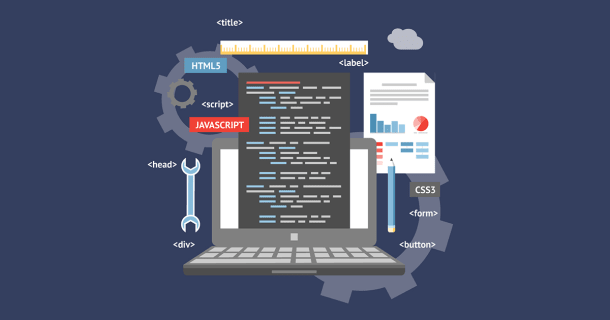 <title>
<label>
HTML5
<script>
JAVASCRIPT
<head>
CSS3
<form>
<div>
<button>